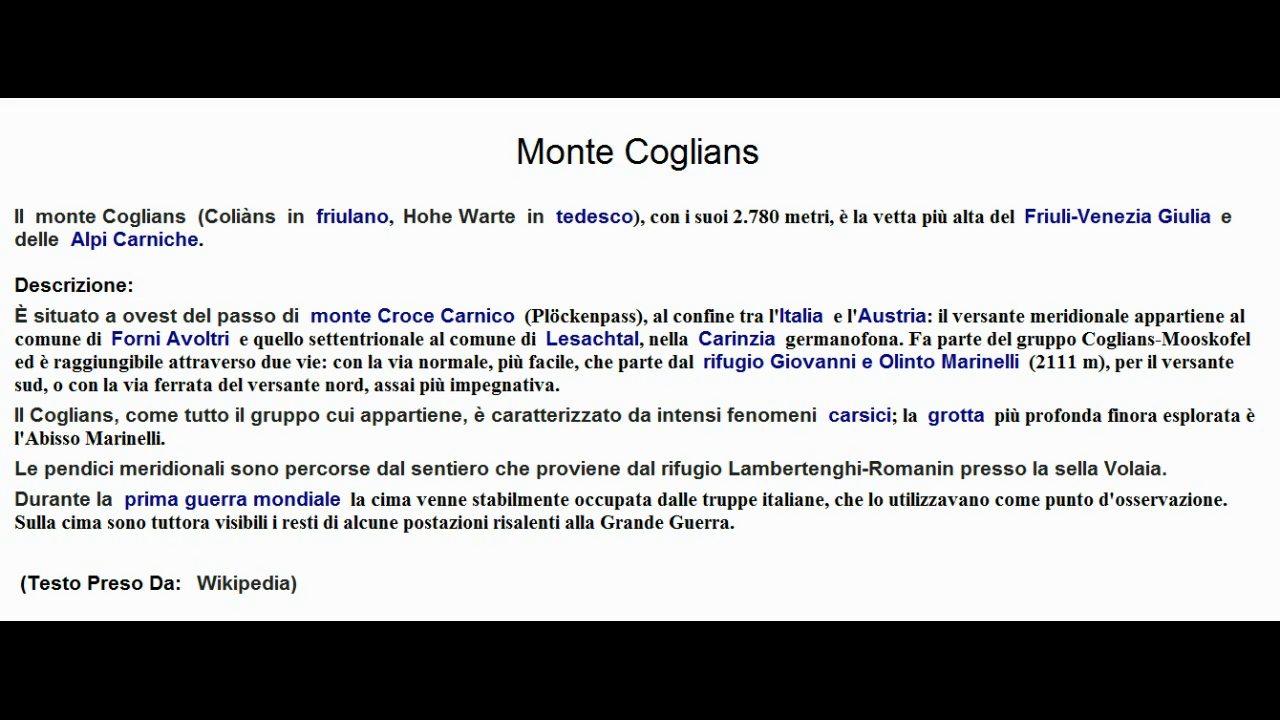 Monte Coglians
Il monte Coglians (Coliàns in friulano, Hohe Warte in tedesco), con i suoi 2.780 metri, è la vetta più alta del Friuli-Venezia Giulia e
delle Alpi Carniche.
Descrizione:
È situato a ovest del passo di monte Croce Carnico (Plöckenpass), al confine tra l'Italia e l'Austria: il versante meridionale appartiene al
comune di Forni Avoltri e quello settentrionale al comune di Lesachtal, nella Carinzia germanofona. Fa parte del gruppo Coglians-Mooskofel
ed è raggiungibile attraverso due vie: con la via normale, più facile, che parte dal rifugio Giovanni e Olinto Marinelli (2111 m), per il versante
sud, o con la via ferrata del versante nord, assai più impegnativa.
Il Coglians, come tutto il gruppo cui appartiene, è caratterizzato da intensi fenomeni carsici; la grotta più profonda finora esplorata è
l'Abisso Marinelli.
Le pendici meridionali sono percorse dal sentiero che proviene dal rifugio Lambertenghi-Romanin presso la sella Volaia.
Durante la prima guerra mondiale la cima venne stabilmente occupata dalle truppe italiane, che lo utilizzavano come punto d'osservazione.
Sulla cima sono tuttora visibili i resti di alcune postazioni risalenti alla Grande Guerra.
(Testo Preso Da: Wikipedia)